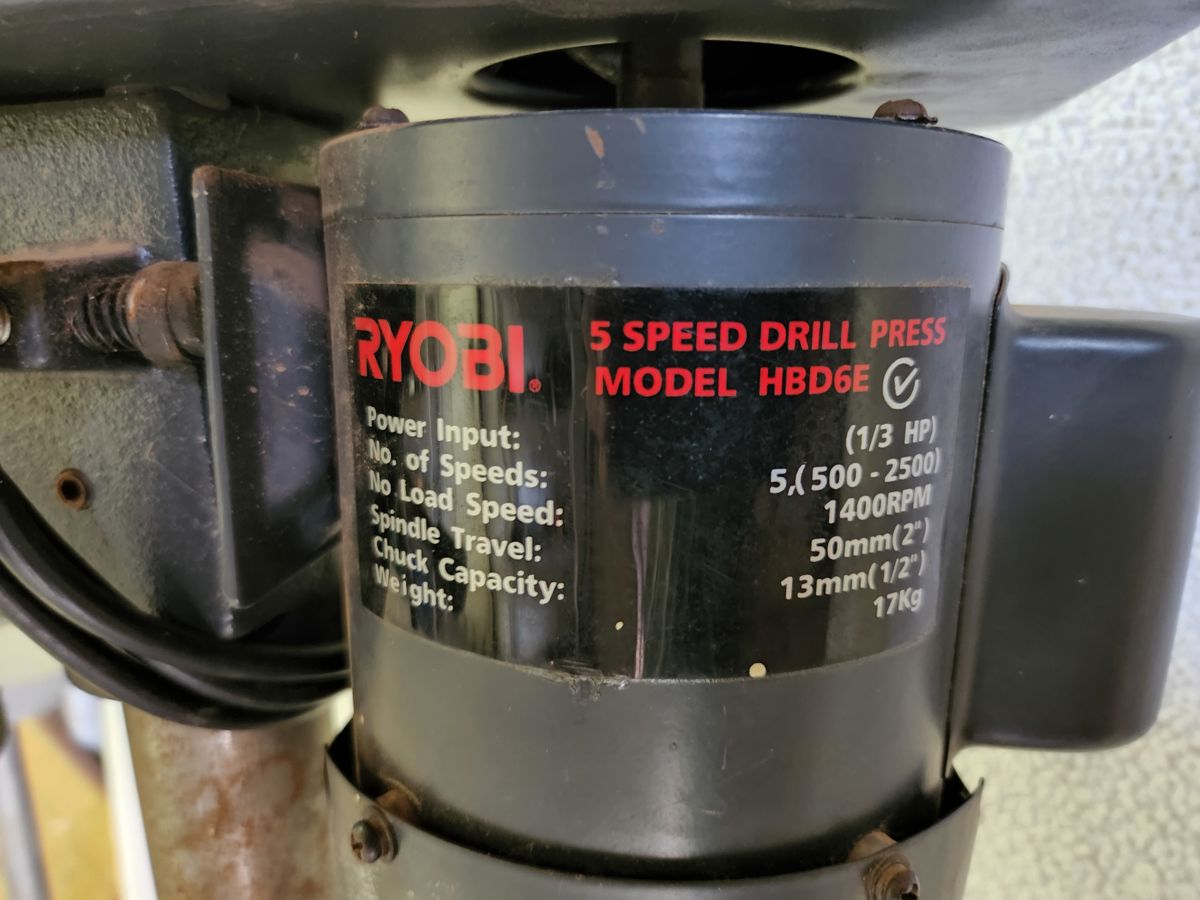 RYOBI®
5 SPEED DRILL PRESS
MODEL HBD6E
Power Input: (1/3 HP)
No. of Speeds: 5,(500 - 2500)
No Load Speed: 1400RPM
Spindle Travel: 50mm(2")
Chuck Capacity: 13mm(1/2")
Weight: 17Kg